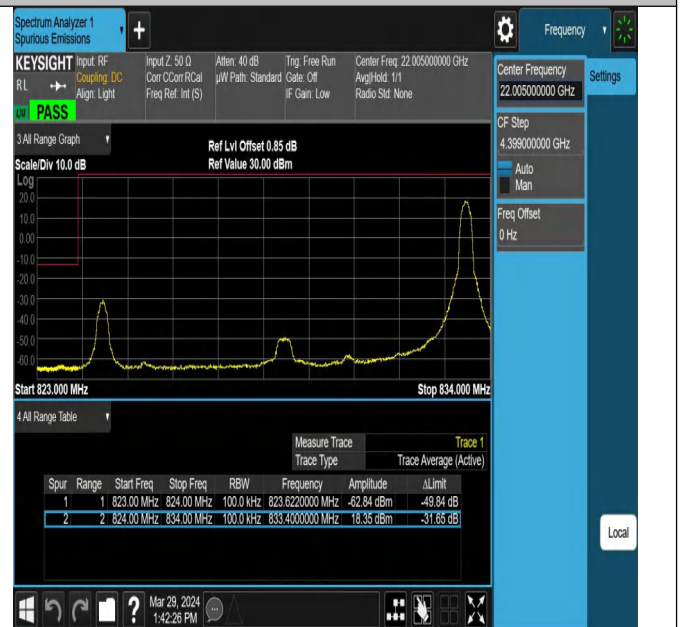 Spectrum Analyzer 1
Spurious Emissions
+
Frequency
KEYSIGHT Input: RF Input Z: 50 Ω Atten: 40 dB Trig: Free Run Center Freq: 22.005000000 GHz
RL Coupling: DC Corr CCorr RCal µW Path: Standard Gate: Off Avg|Hold: 1/1
Align: Light Freq Ref: Int (S) IF Gain: Low Radio Std: None
PASS
Center Frequency
22.005000000 GHz
Settings
CF Step
4.399000000 GHz
Auto
Man
Freq Offset
0 Hz
3 All Range Graph
Ref Lvl Offset 0.85 dB
Scale/Div 10.0 dB Ref Value 30.00 dBm
Log
20.0
10.0
0.00
-10.0
-20.0
-30.0
-40.0
-50.0
-60.0
Start 823.000 MHz Stop 834.000 MHz
4 All Range Table
Measure Trace Trace 1
Trace Type Trace Average (Active)
Spur Range Start Freq Stop Freq RBW Frequency Amplitude ΔLimit
1 1 823.00 MHz 824.00 MHz 100.0 kHz 823.6220000 MHz -62.84 dBm -49.84 dB
2 2 824.00 MHz 834.00 MHz 100.0 kHz 833.4000000 MHz 18.35 dBm -31.65 dB
Local
? Mar 29, 2024
1:42:26 PM